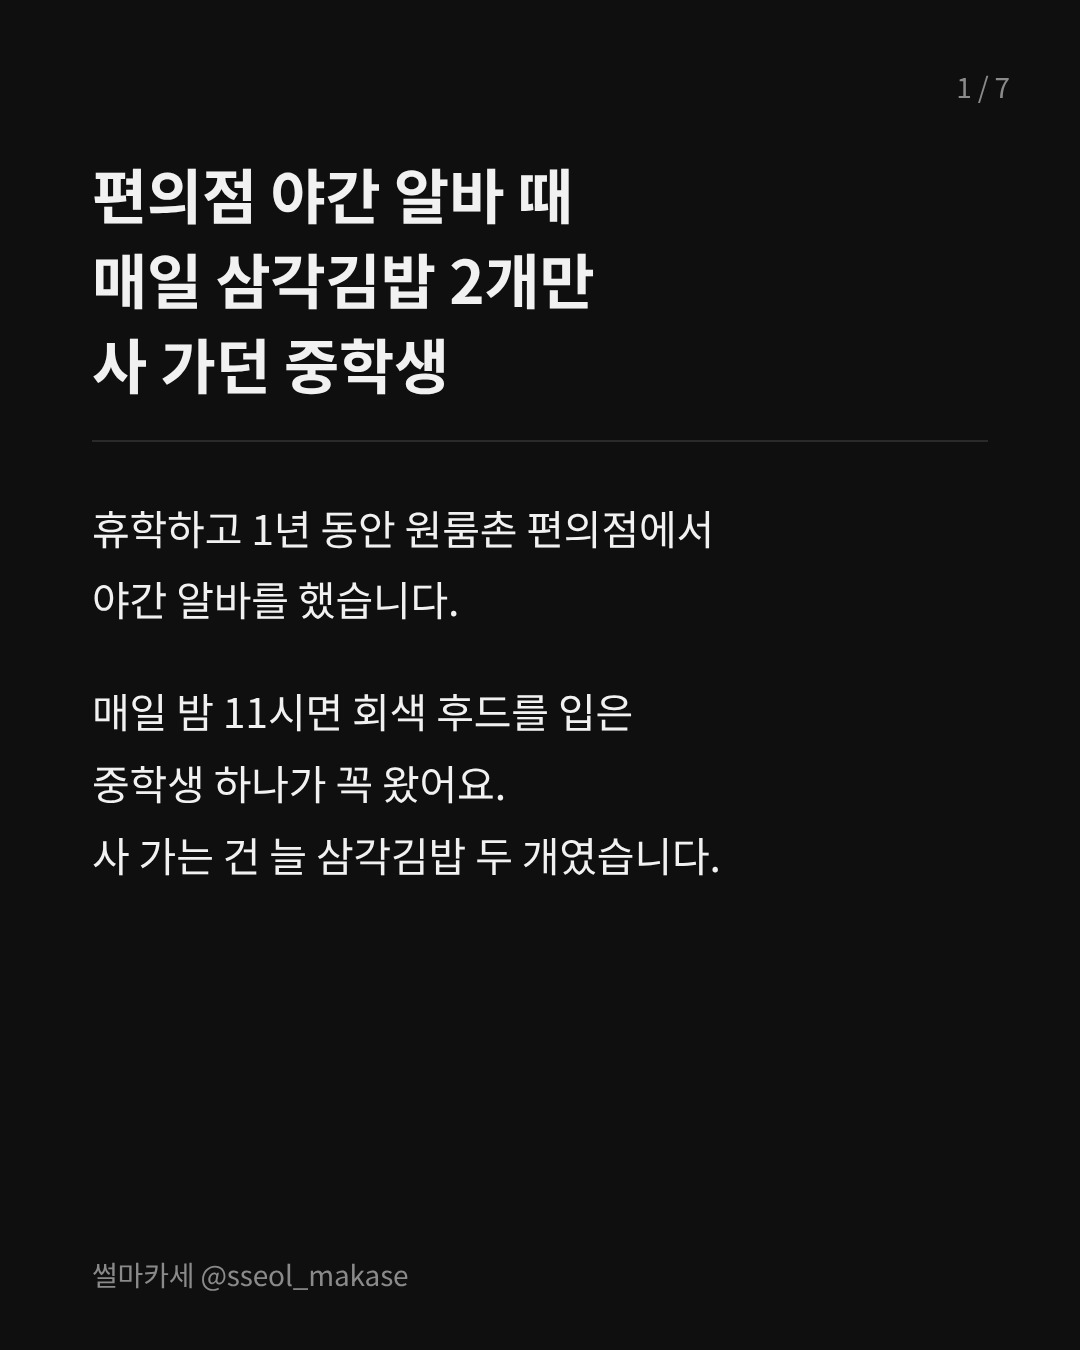 1 / 7
편의점 야간 알바 때
매일 삼각김밥 2개만
사 가던 중학생
휴학하고 1년 동안 원룸촌 편의점에서
야간 알바를 했습니다.
매일 밤 11시면 회색 후드를 입은
중학생 하나가 꼭 왔어요.
사 가는 건 늘 삼각김밥 두 개였습니다.
썰마카세 @sseol_makase